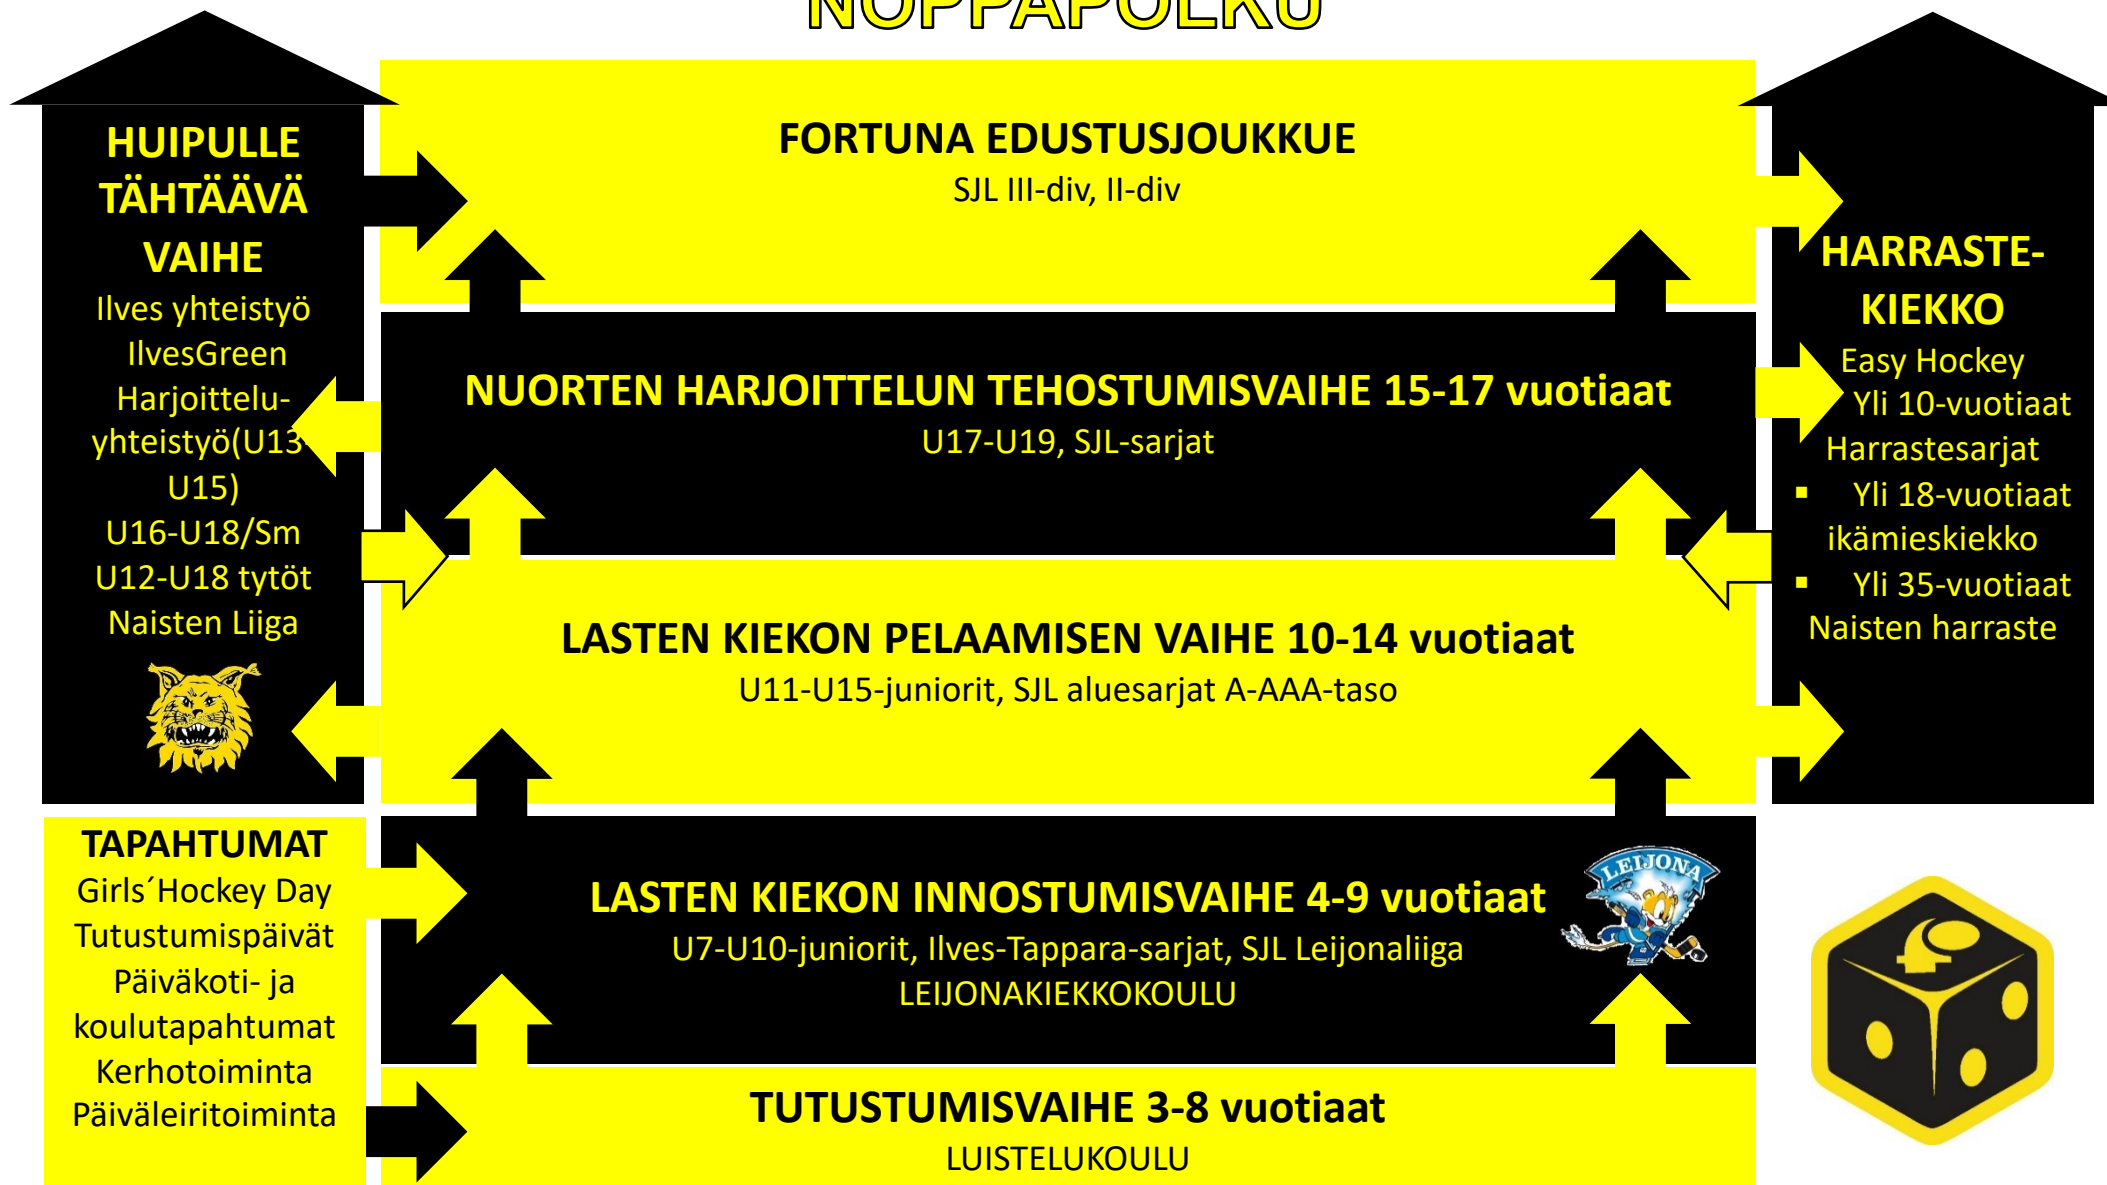 NOPPAPOLKU
HUIPULLE
TÄHTÄÄVÄ
VAIHE
Ilves yhteistyö
IlvesGreen
Harjoittelu-
yhteistyö(U13-
U15)
U16-U18/Sm
U12-U18 tytöt
Naisten Liiga
FORTUNA EDUSTUSJOUKKUE
SJL III-div, II-div
NUORTEN HARJOITTELUN TEHOSTUMISVAIHE 15-17 vuotiaat
U17-U19, SJL-sarjat
LASTEN KIEKON PELAAMISEN VAIHE 10-14 vuotiaat
U11-U15-juniorit, SJL aluesarjat A-AAA-taso
LASTEN KIEKON INNOSTUMISVAIHE 4-9 vuotiaat
U7-U10-juniorit, Ilves-Tappara-sarjat, SJL Leijonaliiga
LEIJONAKIEKKOKOULU
LEIJONA
TUTUSTUMISVAIHE 3-8 vuotiaat
LUISTELUKOULU
HARRASTE-
KIEKKO
Easy Hockey
Yli 10-vuotiaat
Harrastesarjat
▪ Yli 18-vuotiaat
ikämieskiekko
▪ Yli 35-vuotiaat
Naisten harraste
TAPAHTUMAT
Girls´Hockey Day
Tutustumispäivät
Päiväkoti- ja
koulutapahtumat
Kerhotoiminta
Päiväleiritoiminta